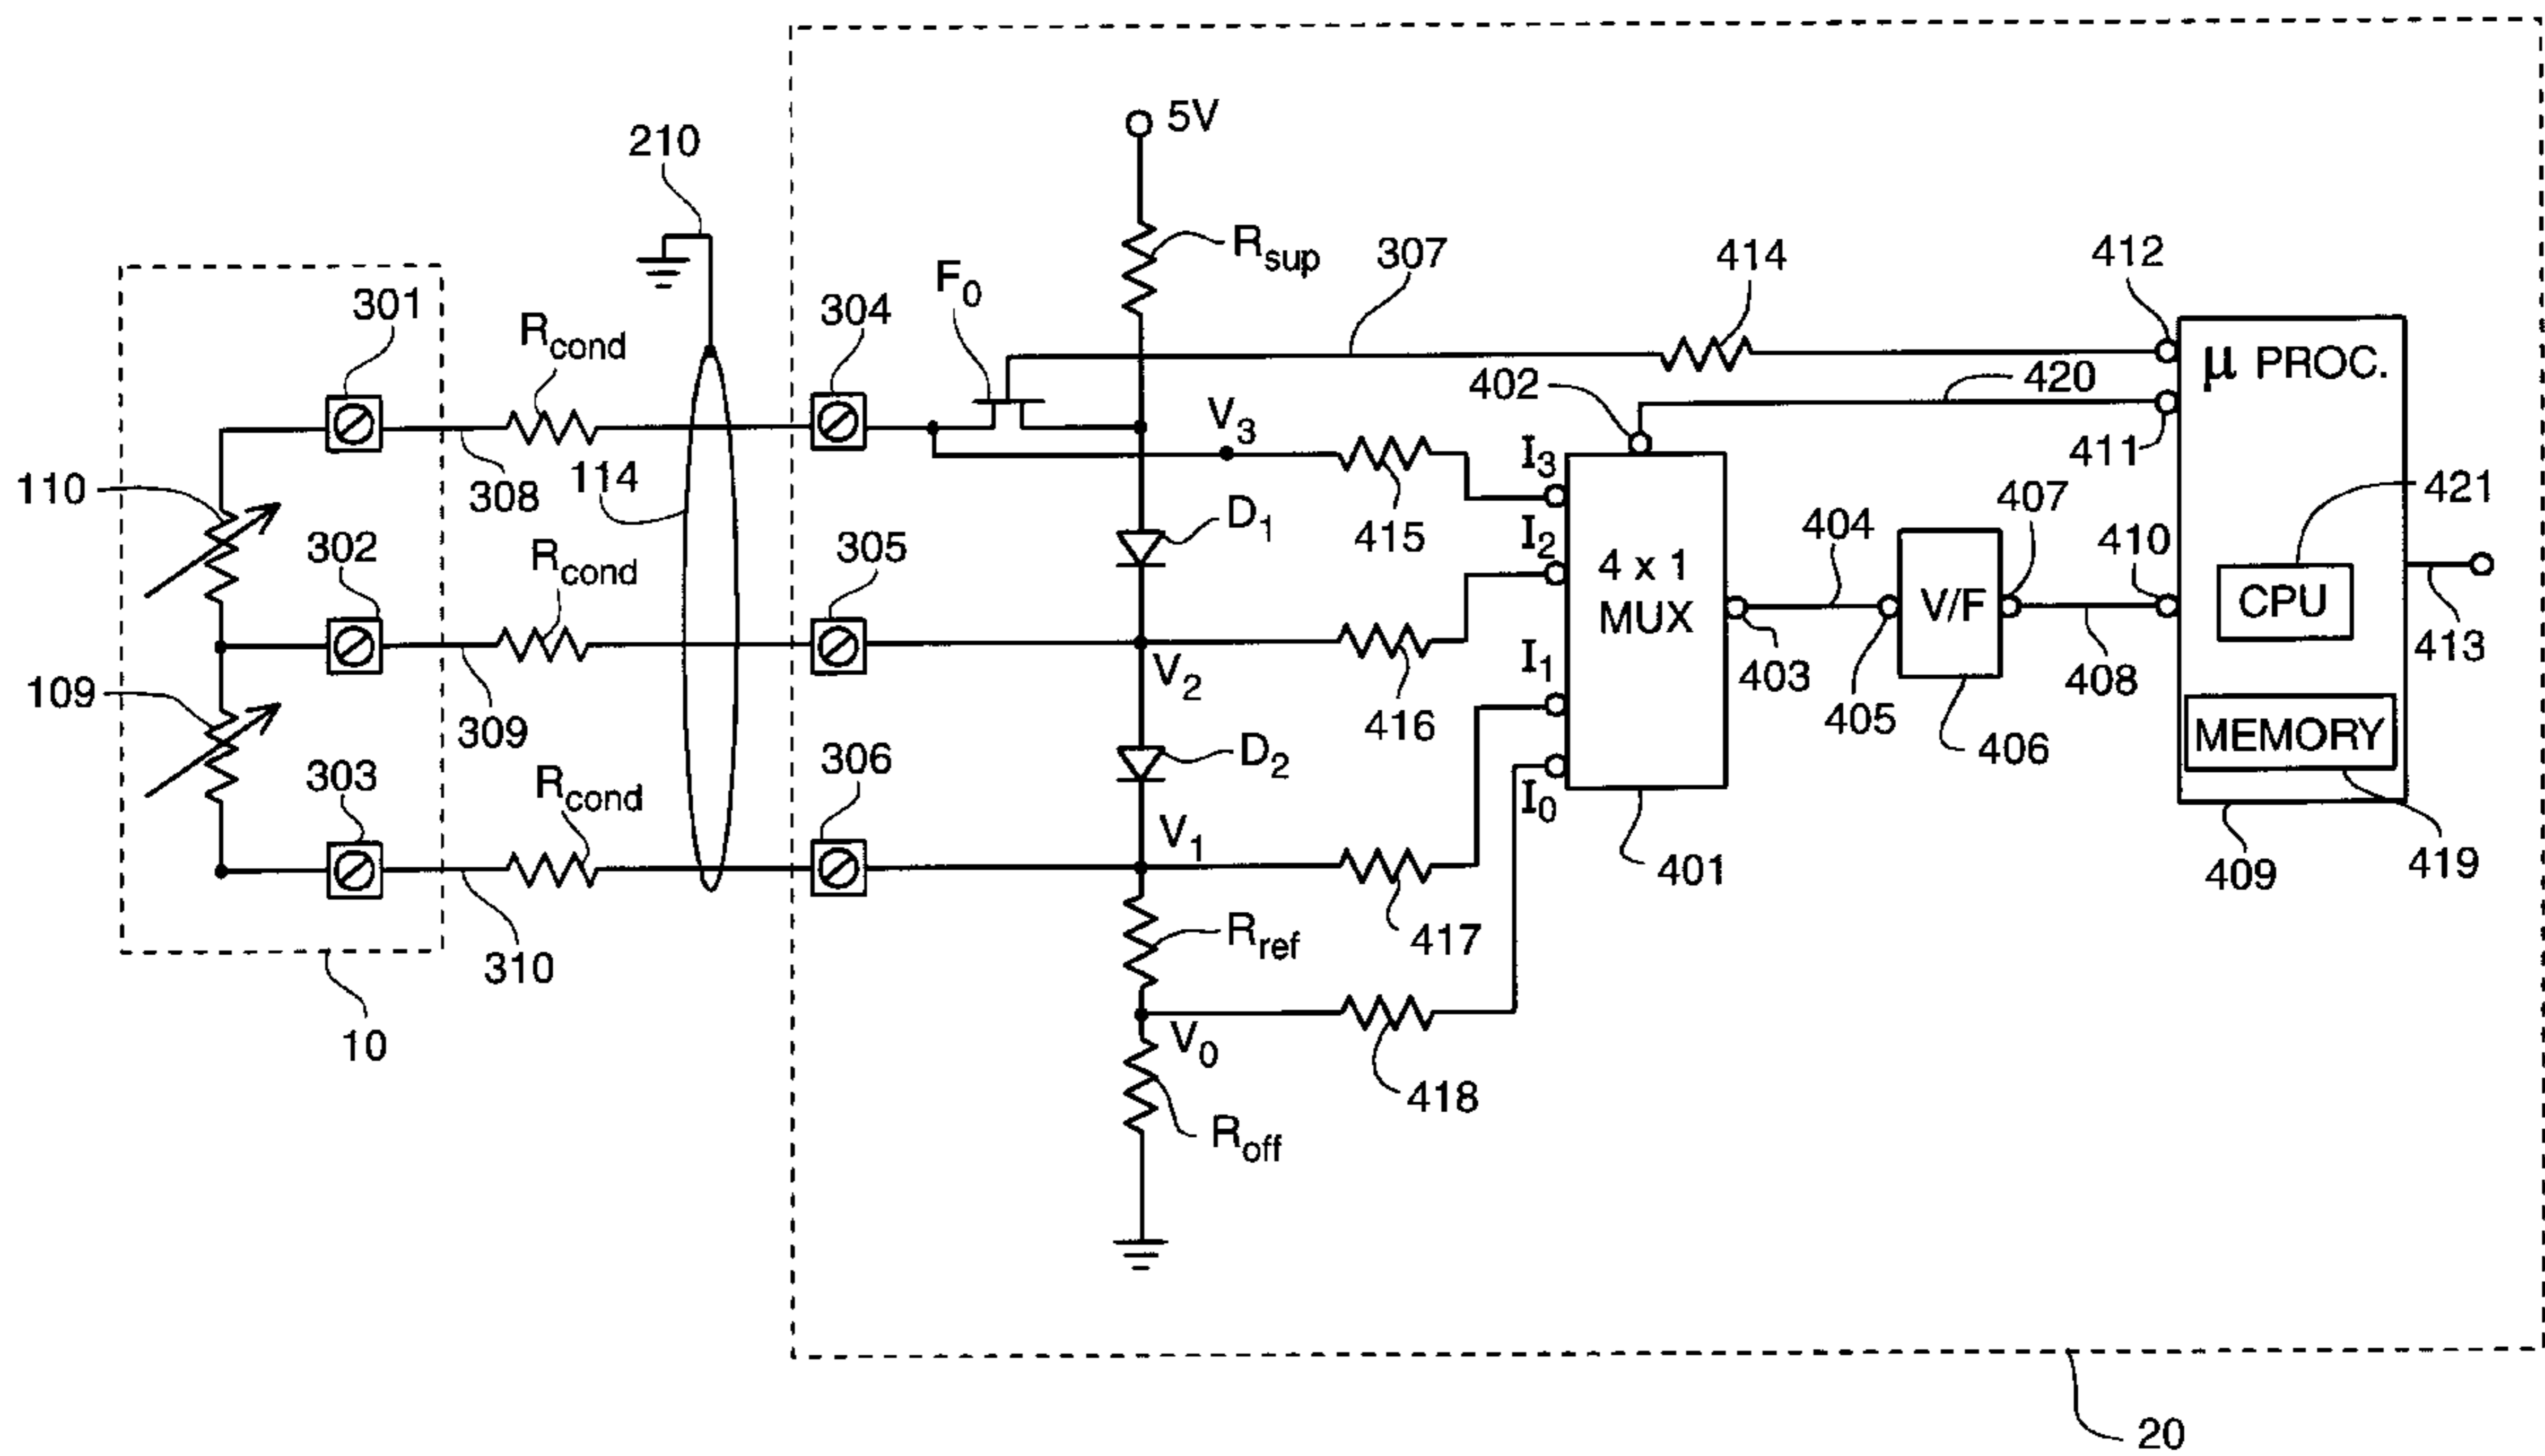 5V
210
R_sup
307
414
412
F_0
304
301
R_cond
402
420
μ PROC.
V_3
I_3
411
110
308
114
415
D_1
I_2
4 x 1
MUX
404
407
410
421
CPU
302
R_cond
305
V/F
413
V_2
416
I_1
403
405
406
408
109
309
D_2
MEMORY
303
R_cond
306
V_1
I_0
401
409
419
310
R_ref
417
10
V_0
418
R_off
20